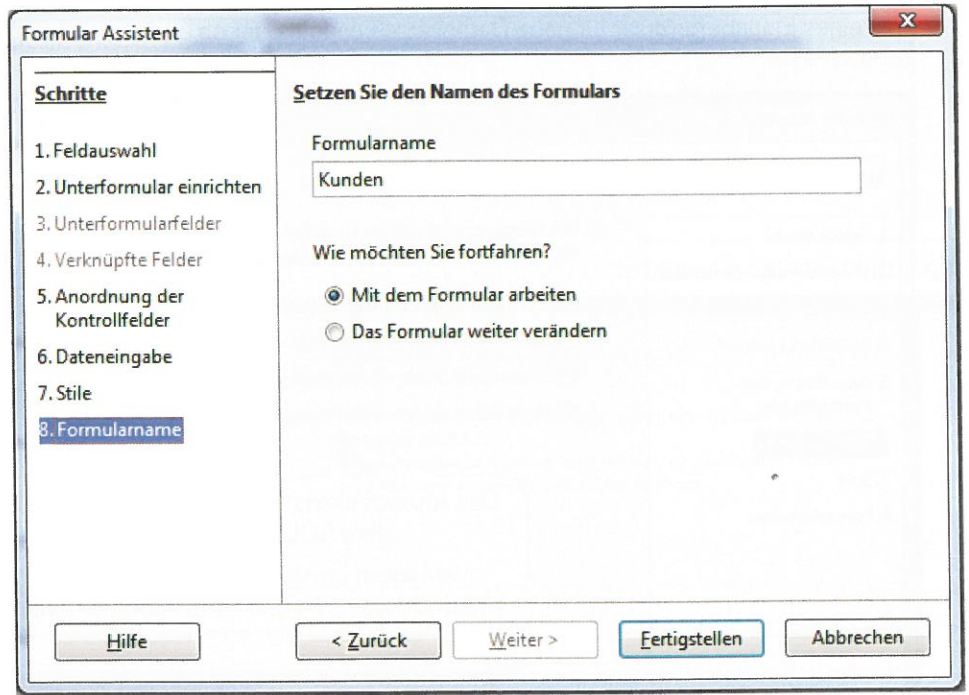 Formular Assistent
X
Schritte
1. Feldauswahl
2. Unterformular einrichten
3. Unterformularfelder
4. Verknüpfte Felder
5. Anordnung der
Kontrollfelder
6. Dateneingabe
7. Stile
8. Formularname
Setzen Sie den Namen des Formulars
Formularname
Kunden
Wie möchten Sie fortfahren?
Mit dem Formular arbeiten
Das Formular weiter verändern
Hilfe
< Zurück
Weiter >
Fertigstellen
Abbrechen